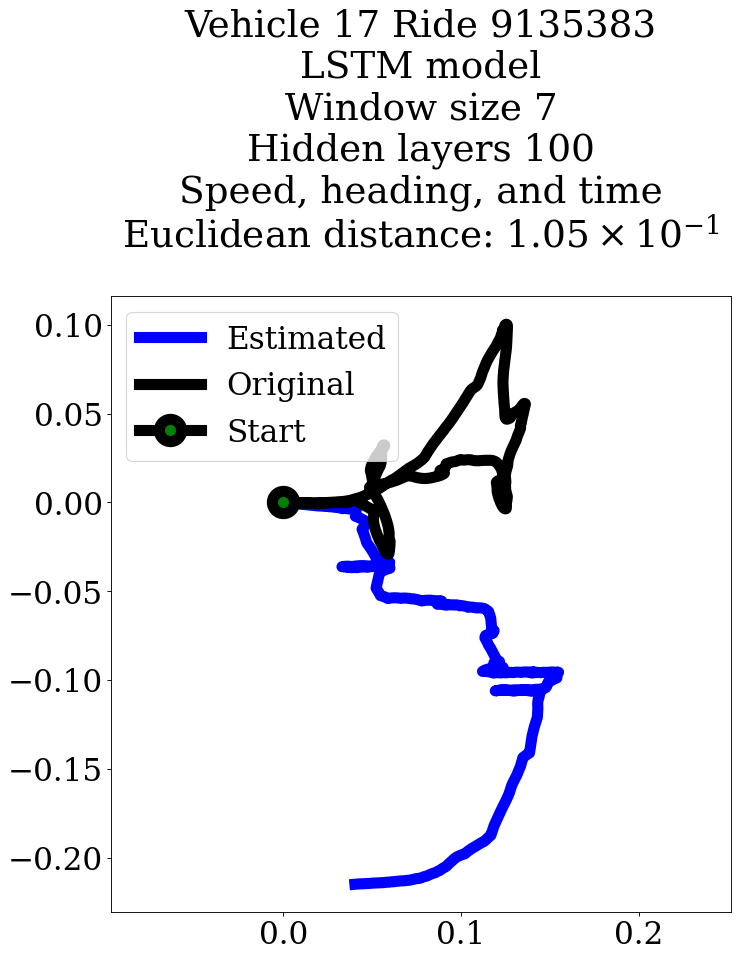 Vehicle 17 Ride 9135383
LSTM model
Window size 7
Hidden layers 100
Speed, heading, and time
Euclidean distance: 1.05 × 10⁻¹
Estimated
Original
Start
0.10
0.05
0.00
−0.05
−0.10
−0.15
−0.20
0.0 0.1 0.2